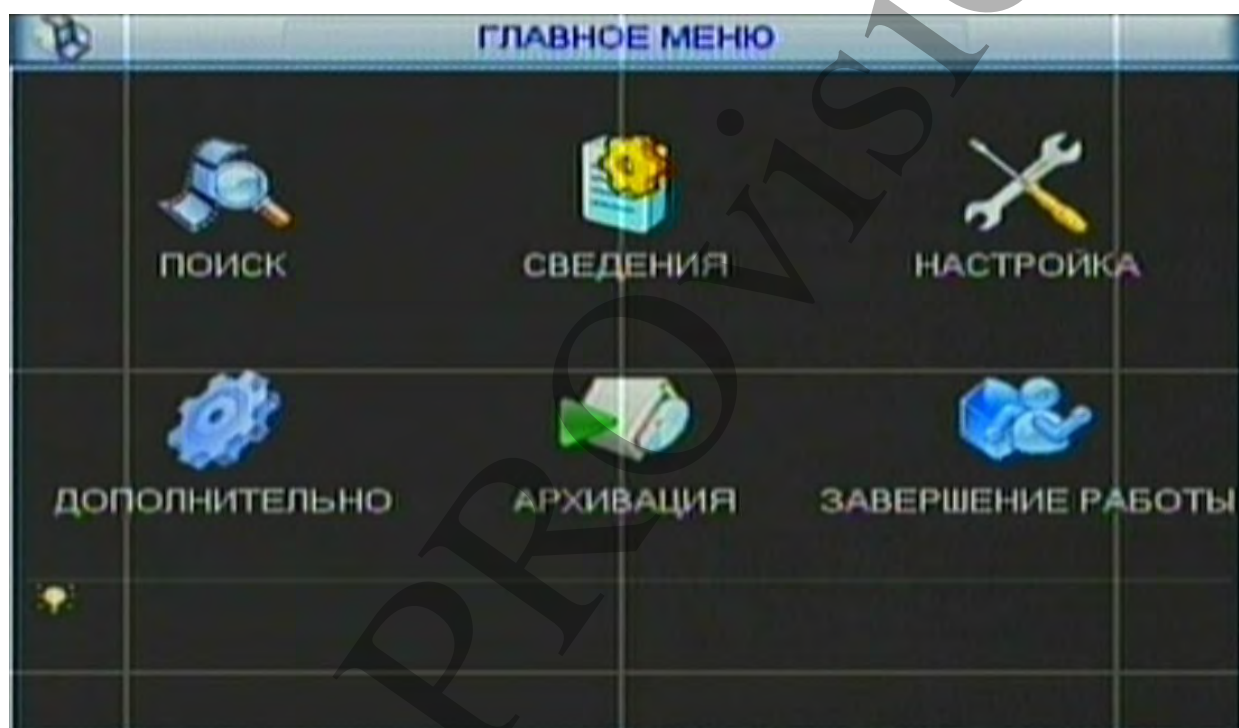 ГЛАВНОЕ МЕНЮ
ПОИСК СВЕДЕНИЯ НАСТРОЙКА
ДОПОЛНИТЕЛЬНО АРХИВАЦИЯ ЗАВЕРШЕНИЕ РАБОТЫ